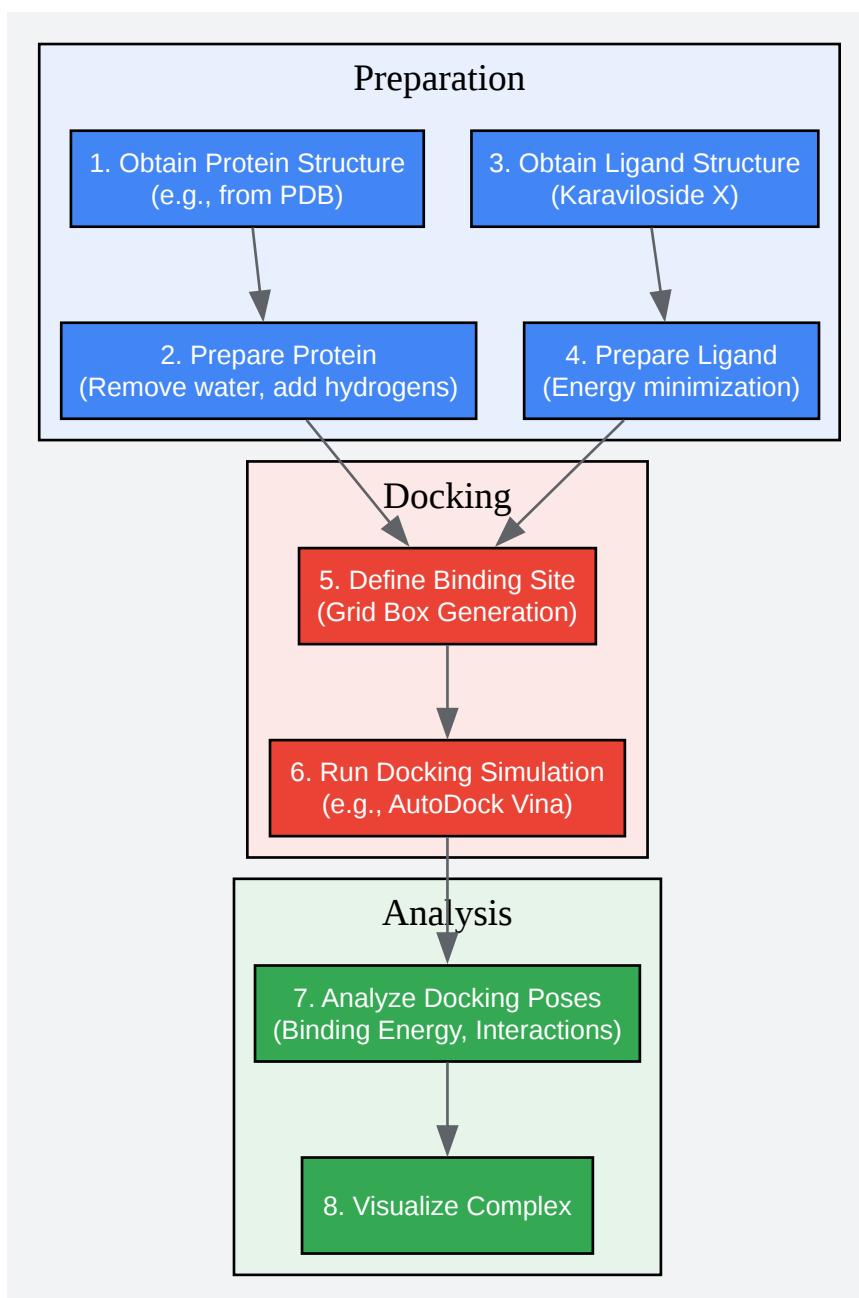 Preparation
1. Obtain Protein Structure
(e.g., from PDB)
3. Obtain Ligand Structure
(Karaviloside X)
2. Prepare Protein
(Remove water, add hydrogens)
4. Prepare Ligand
(Energy minimization)
Docking
5. Define Binding Site
(Grid Box Generation)
6. Run Docking Simulation
(e.g., AutoDock Vina)
Analysis
7. Analyze Docking Poses
(Binding Energy, Interactions)
8. Visualize Complex